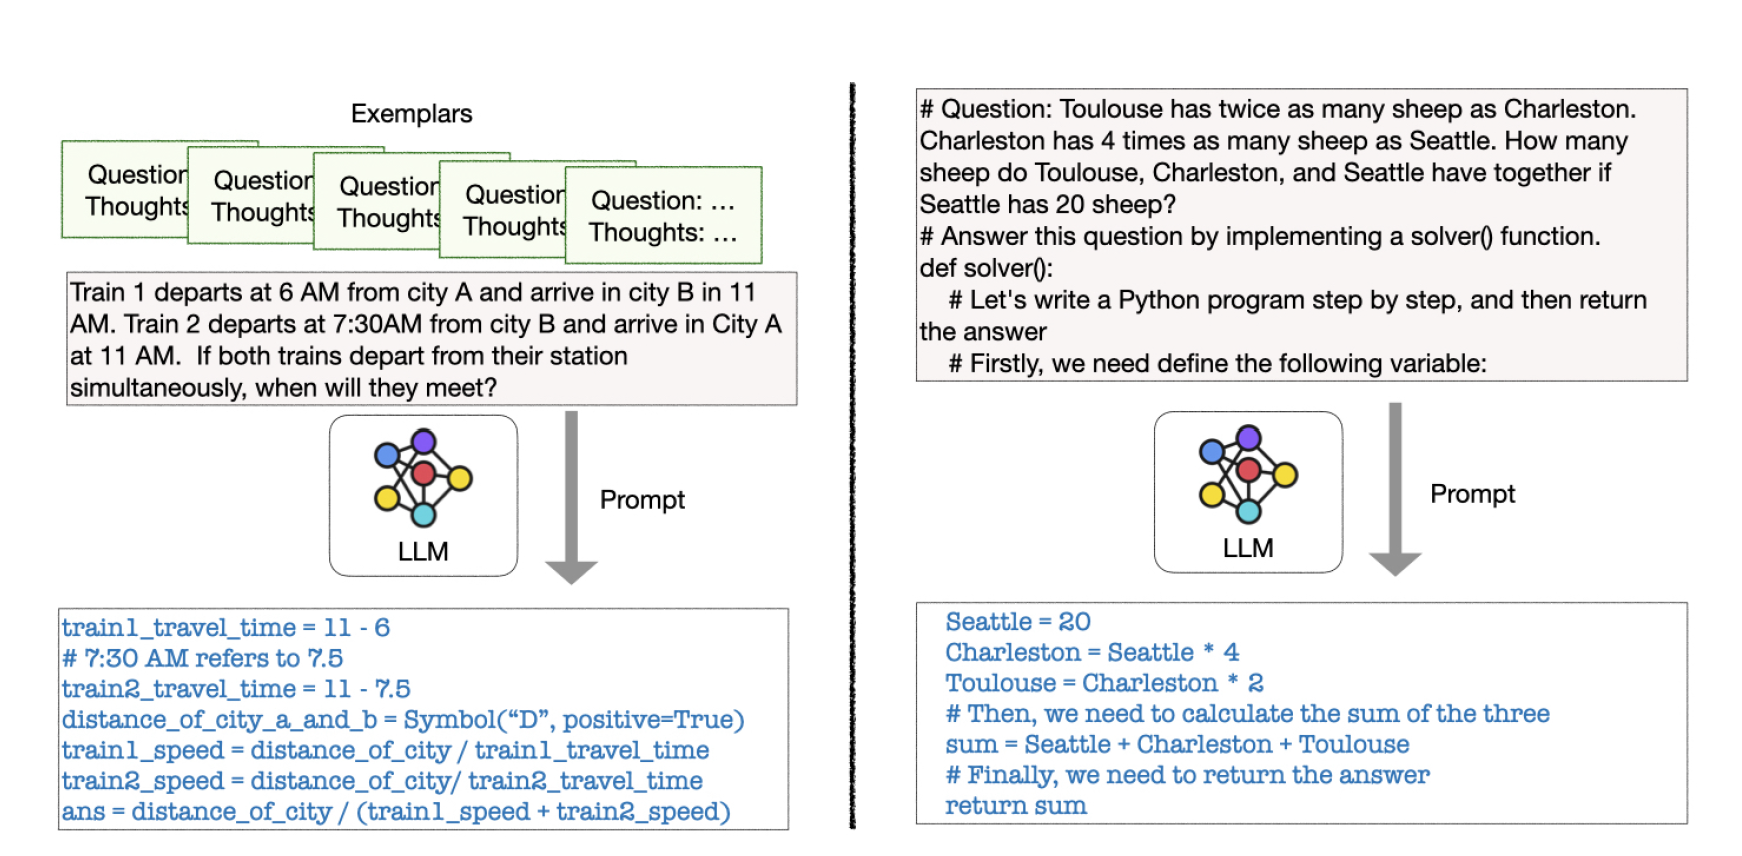 Exemplars
Question
Thoughts
Question
Thoughts
Question
Thoughts
Question
Thoughts
Question: ...
Thoughts: ...
Train 1 departs at 6 AM from city A and arrive in city B in 11
AM. Train 2 departs at 7:30AM from city B and arrive in City A
at 11 AM.  If both trains depart from their station
simultaneously, when will they meet?
LLM
Prompt
train1_travel_time = 11 - 6
# 7:30 AM refers to 7.5
train2_travel_time = 11 - 7.5
distance_of_city_a_and_b = Symbol(“D”, positive=True)
train1_speed = distance_of_city / train1_travel_time
train2_speed = distance_of_city/ train2_travel_time
ans = distance_of_city / (train1_speed + train2_speed)
# Question: Toulouse has twice as many sheep as Charleston.
Charleston has 4 times as many sheep as Seattle. How many
sheep do Toulouse, Charleston, and Seattle have together if
Seattle has 20 sheep?
# Answer this question by implementing a solver() function.
def solver():
# Let's write a Python program step by step, and then return
the answer
# Firstly, we need define the following variable:
LLM
Prompt
Seattle = 20
Charleston = Seattle * 4
Toulouse = Charleston * 2
# Then, we need to calculate the sum of the three
sum = Seattle + Charleston + Toulouse
# Finally, we need to return the answer
return sum